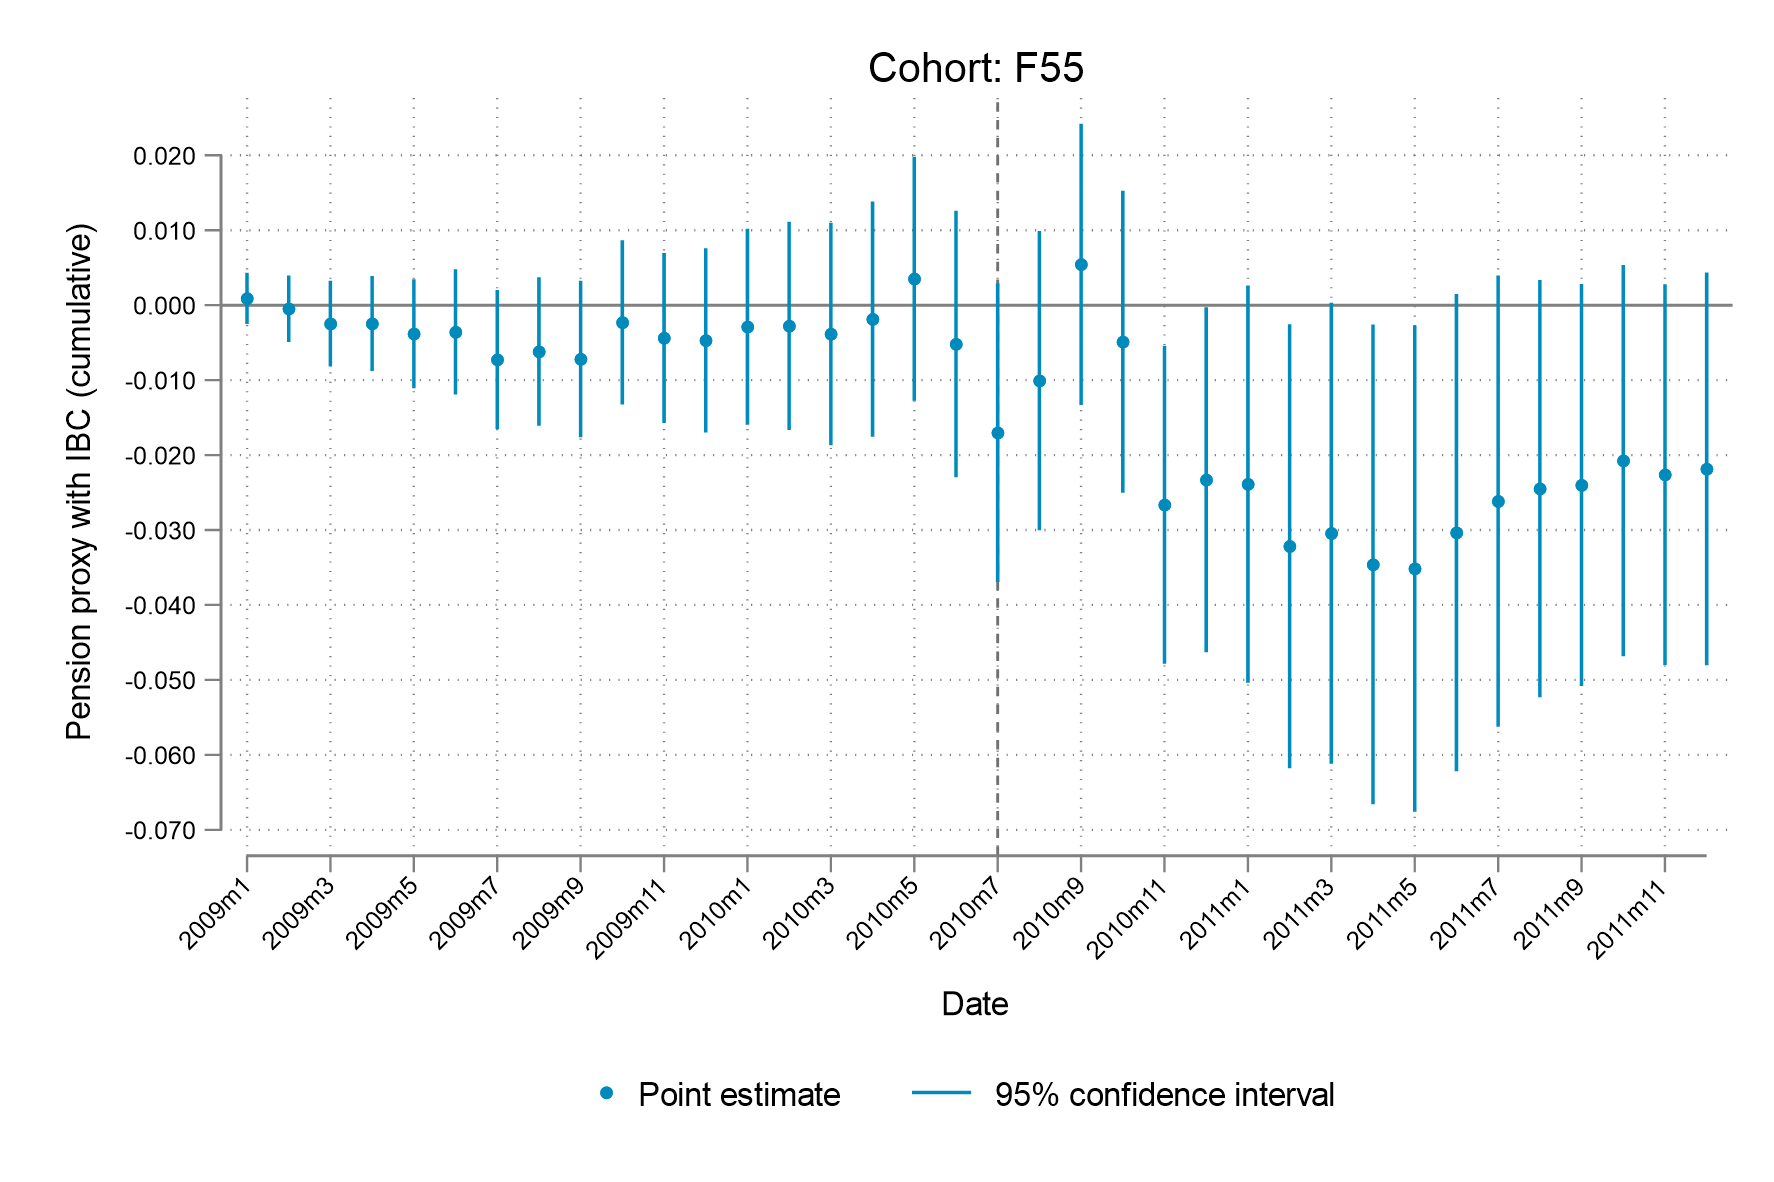 Cohort: F55
Pension proxy with IBC (cumulative)
0.020
0.010
0.000
-0.010
-0.020
-0.030
-0.040
-0.050
-0.060
-0.070
2009m1
2009m3
2009m5
2009m7
2009m9
2009m11
2010m1
2010m3
2010m5
2010m7
2010m9
2010m11
2011m1
2011m3
2011m5
2011m7
2011m9
2011m11
Date
Point estimate
95% confidence interval